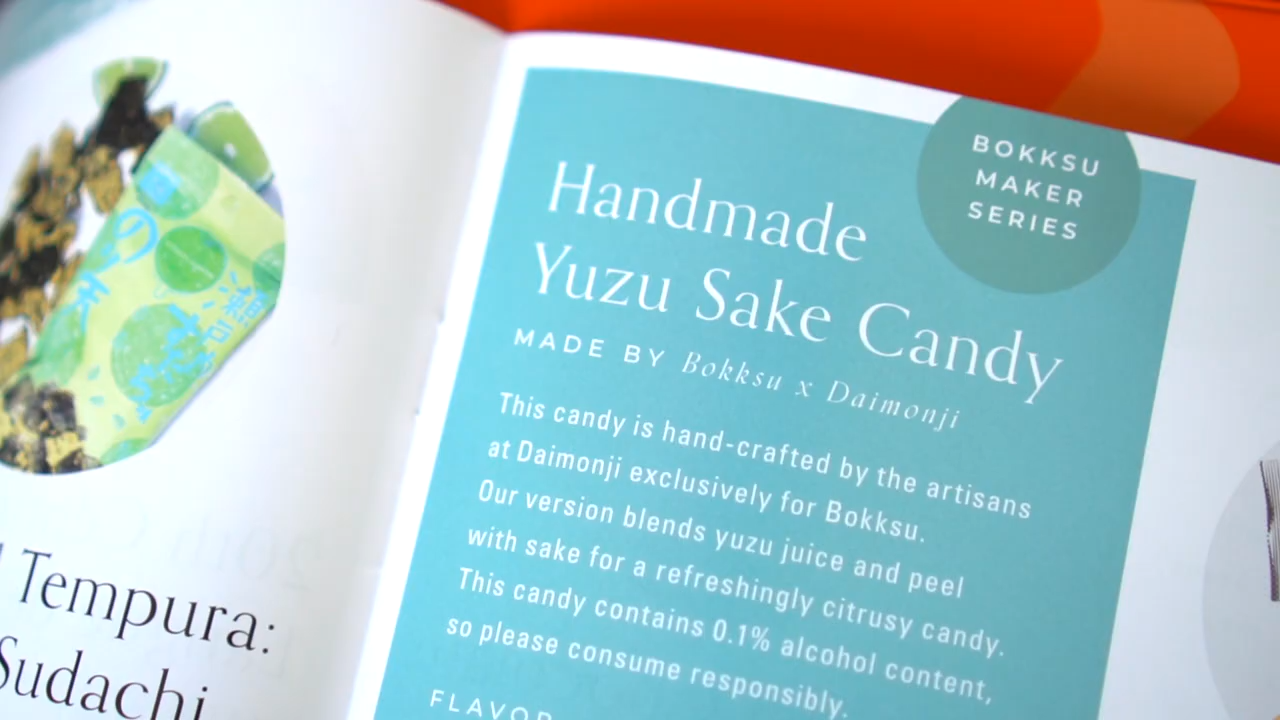 Tempura:
Sudachi
BOKKSU
MAKER
SERIES
Handmade
Yuzu Sake Candy
MADE BY Bokksu x Daimonji
This candy is hand-crafted by the artisans
at Daimonji exclusively for Bokksu.
Our version blends yuzu juice and peel
with sake for a refreshingly citrusy candy.
This candy contains 0.1% alcohol content,
so please consume responsibly.
FLAVOR